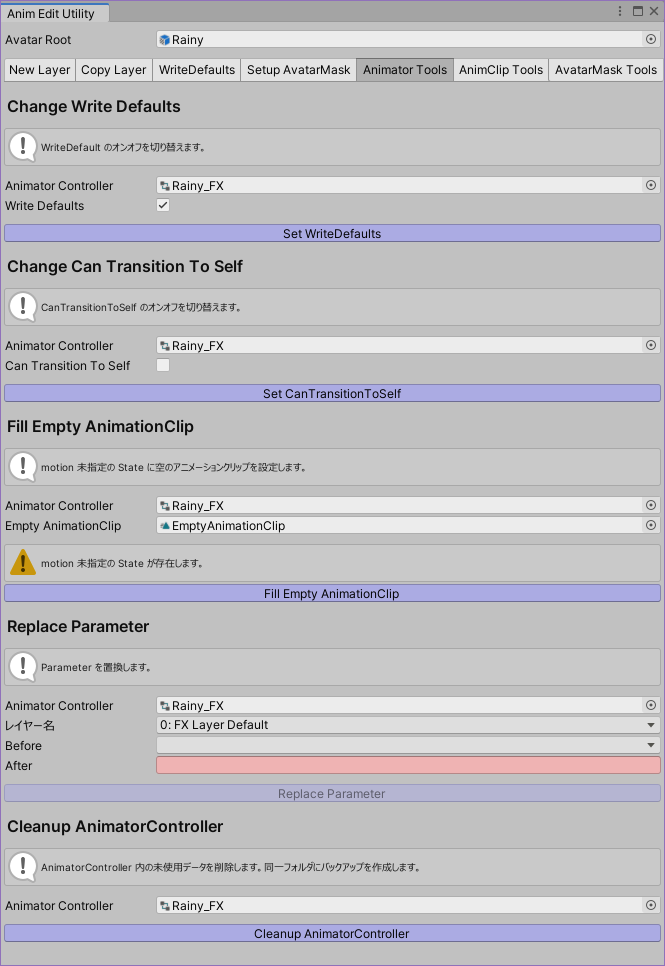 Anim Edit Utility
Avatar Root Rainy
New Layer Copy Layer WriteDefaults Setup AvatarMask Animator Tools AnimClip Tools AvatarMask Tools
Change Write Defaults
WriteDefault のオンオフを切り替えます。
Animator Controller Rainy_FX
Write Defaults
Set WriteDefaults
Change Can Transition To Self
CanTransitionToSelf のオンオフを切り替えます。
Animator Controller Rainy_FX
Can Transition To Self
Set CanTransitionToSelf
Fill Empty AnimationClip
motion 未指定の State に空のアニメーションクリップを設定します。
Animator Controller Rainy_FX
Empty AnimationClip EmptyAnimationClip
motion 未指定の State が存在します。
Fill Empty AnimationClip
Replace Parameter
Parameter を置換します。
Animator Controller Rainy_FX
レイヤー名 0: FX Layer Default
Before
After
Replace Parameter
Cleanup AnimatorController
AnimatorController 内の未使用データを削除します。同一フォルダにバックアップを作成します。
Animator Controller Rainy_FX
Cleanup AnimatorController